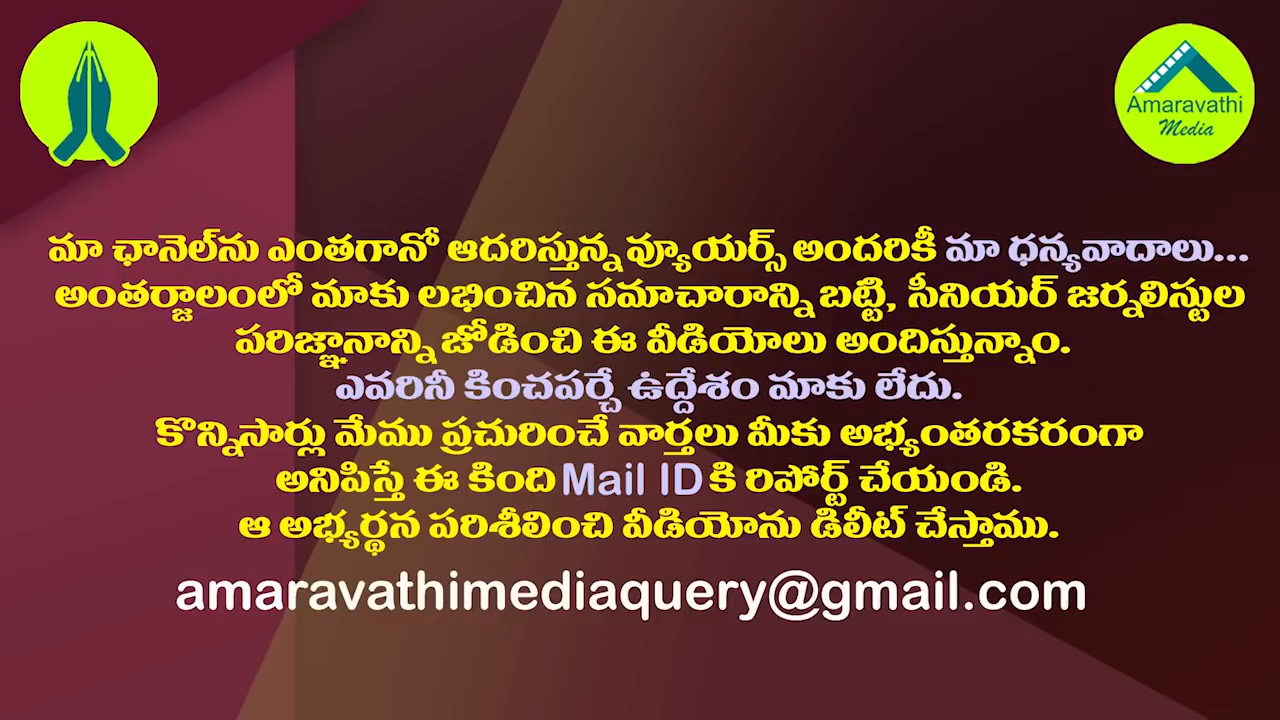 Amaravathi
Media
మా ఛానెల్‌ను ఎంతగానో ఆదరిస్తున్న వ్యూయర్స్ అందరికీ మా ధన్యవాదాలు...
అంతర్జాలంలో మాకు లభించిన సమాచారాన్ని బట్టి, సీనియర్ జర్నలిస్టుల
పరిజ్ఞానాన్ని జోడించి ఈ వీడియోలు అందిస్తున్నాం.
ఎవరినీ కించపర్చే ఉద్దేశం మాకు లేదు.
కొన్నిసార్లు మేము ప్రచురించే వార్తలు మీకు అభ్యంతరకరంగా
అనిపిస్తే ఈ కింది Mail ID కి రిపోర్ట్ చేయండి.
ఆ అభ్యర్థన పరిశీలించి వీడియోను డిలీట్ చేస్తాము.
amaravathimediaquery@gmail.com